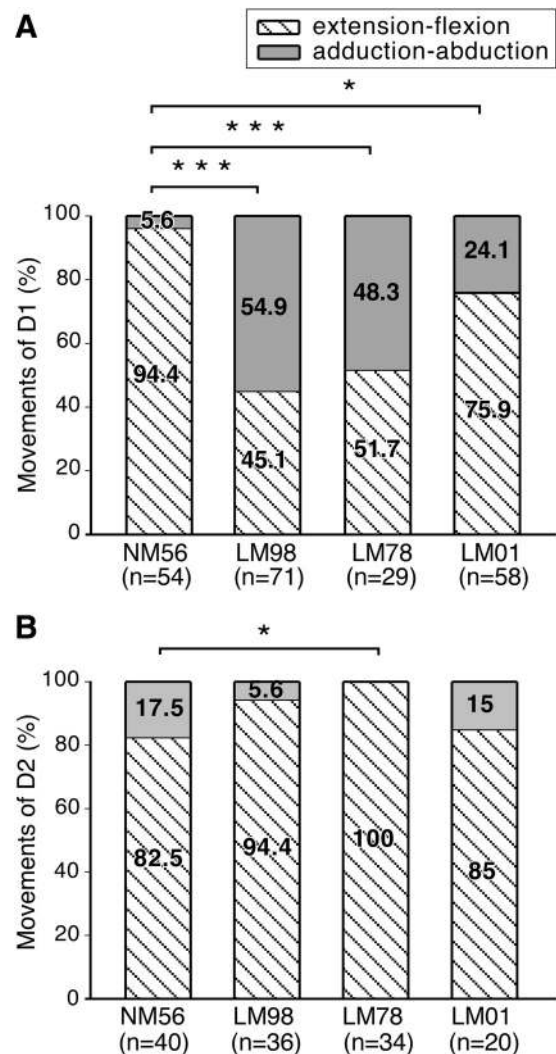 A
extension-flexion
adduction-abduction
*
* * *
* * *
Movements of D1 (%)
100
80
60
40
20
0
5.6
94.4
54.9
45.1
48.3
51.7
24.1
75.9
NM56 LM98 LM78 LM01
(n=54) (n=71) (n=29) (n=58)
B
*
Movements of D2 (%)
100
80
60
40
20
0
17.5
82.5
5.6
94.4
100
15
85
NM56 LM98 LM78 LM01
(n=40) (n=36) (n=34) (n=20)